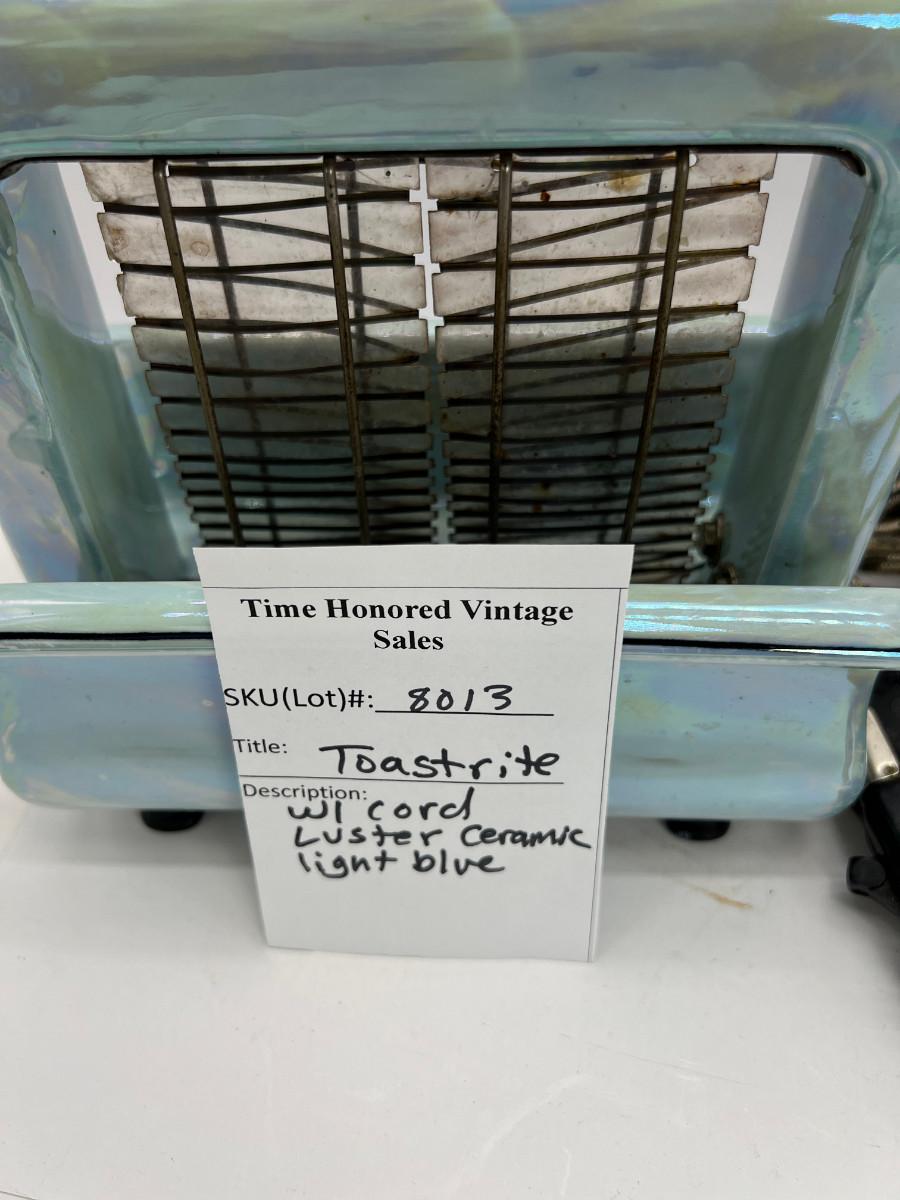 Time Honored Vintage
Sales
SKU(Lot)#: 8013
Title: Toastrite
Description:
w/ cord
Luster Ceramic
light blue